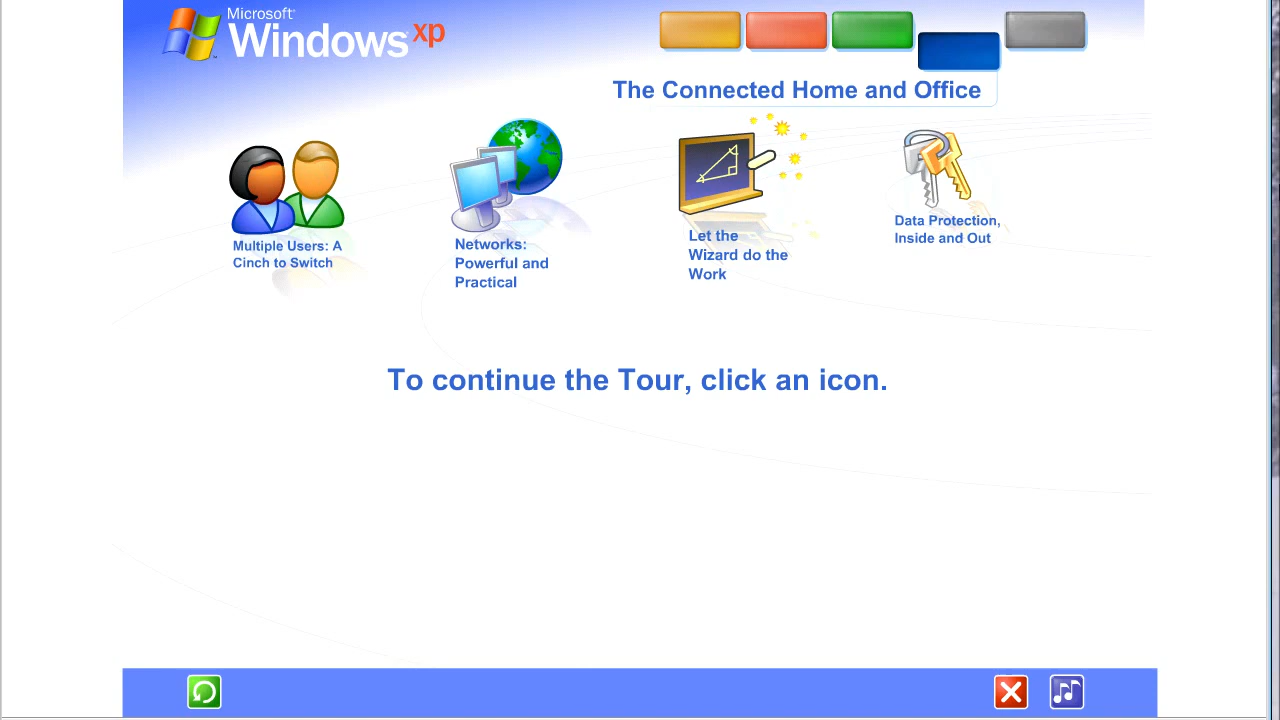 Microsoft
Windows xp
The Connected Home and Office
Multiple Users: A
Cinch to Switch
Networks:
Powerful and
Practical
Let the
Wizard do the
Work
Data Protection,
Inside and Out
To continue the Tour, click an icon.